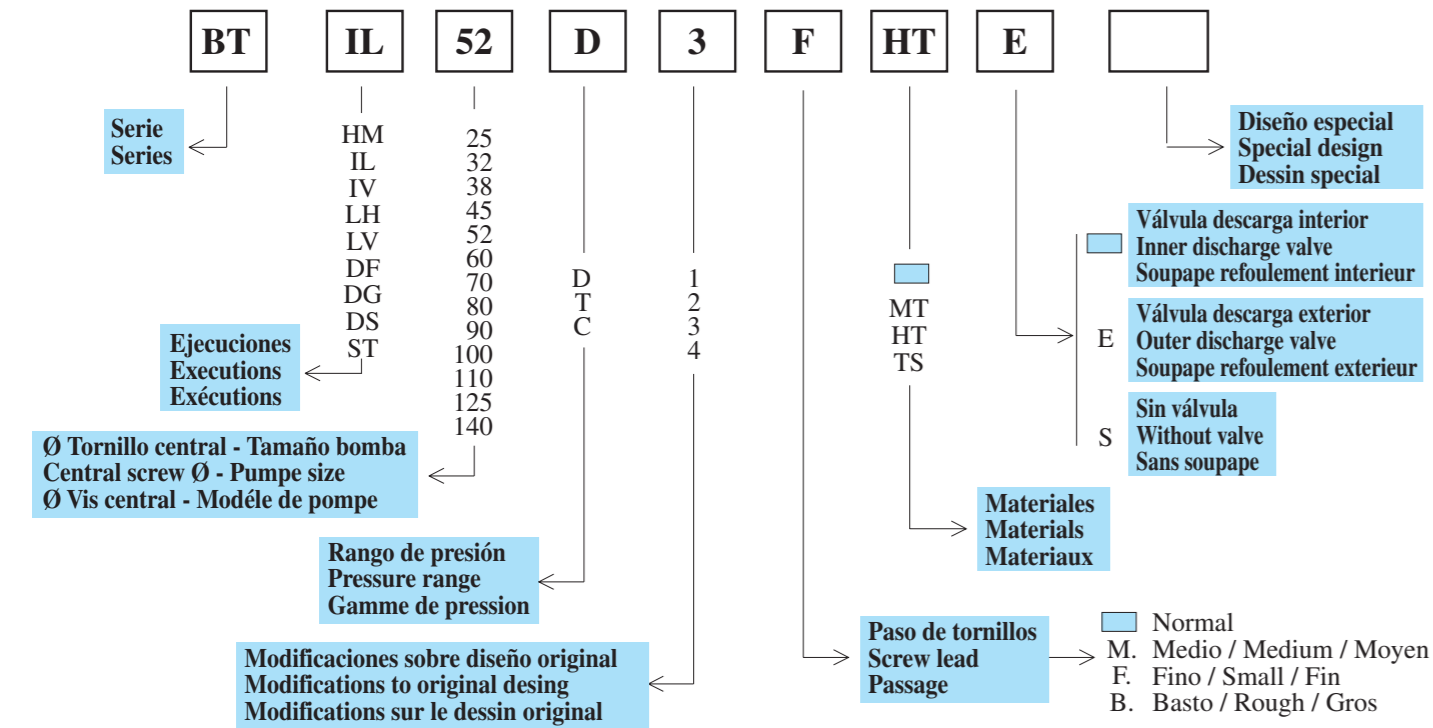 BT IL 52 D 3 F HT E
Serie
Series
HM
IL
IV
LH
LV
DF
DG
DS
ST
Ejecuciones
Executions
Exécutions
25
32
38
45
52
60
70
80
90
100
110
125
140
Ø Tornillo central - Tamaño bomba
Central screw Ø - Pumpe size
Ø Vis central - Modéle de pompe
D
T
C
Rango de presión
Pressure range
Gamme de pression
1
2
3
4
Modificaciones sobre diseño original
Modifications to original desing
Modifications sur le dessin original
Paso de tornillos
Screw lead
Passage
Normal
M. Medio / Medium / Moyen
F. Fino / Small / Fin
B. Basto / Rough / Gros
MT
HT
TS
Materiales
Materials
Materiaux
Válvula descarga interior
Inner discharge valve
Soupape refoulement interieur
E
Válvula descarga exterior
Outer discharge valve
Soupape refoulement exterieur
S
Sin válvula
Without valve
Sans soupape
Diseño especial
Special design
Dessin special